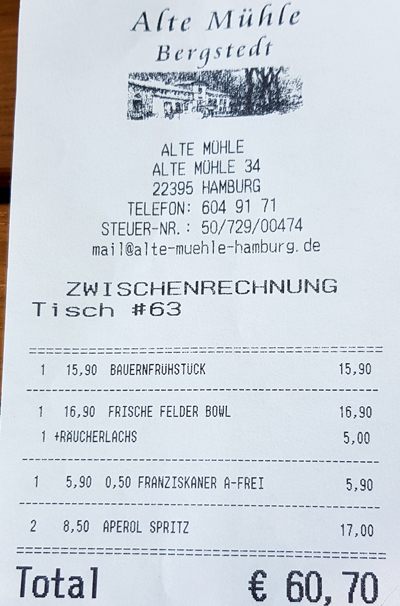 Alte Mühle
Bergstedt
ALTE MÜHLE
ALTE MÜHLE 34
22395 HAMBURG
TELEFON: 604 91 71
STEUER-NR.: 50/729/00474
mail@alte-muehle-hamburg.de
ZWISCHENRECHNUNG
Tisch #63
1 15,90 BAUERNFRÜHSTÜCK 15,90
1 16,90 FRISCHE FELDER BOWL 16,90
1 +RÄUCHERLACHS 5,00
1 5,90 0,50 FRANZISKANER A-FREI 5,90
2 8,50 APEROL SPRITZ 17,00
Total € 60,70